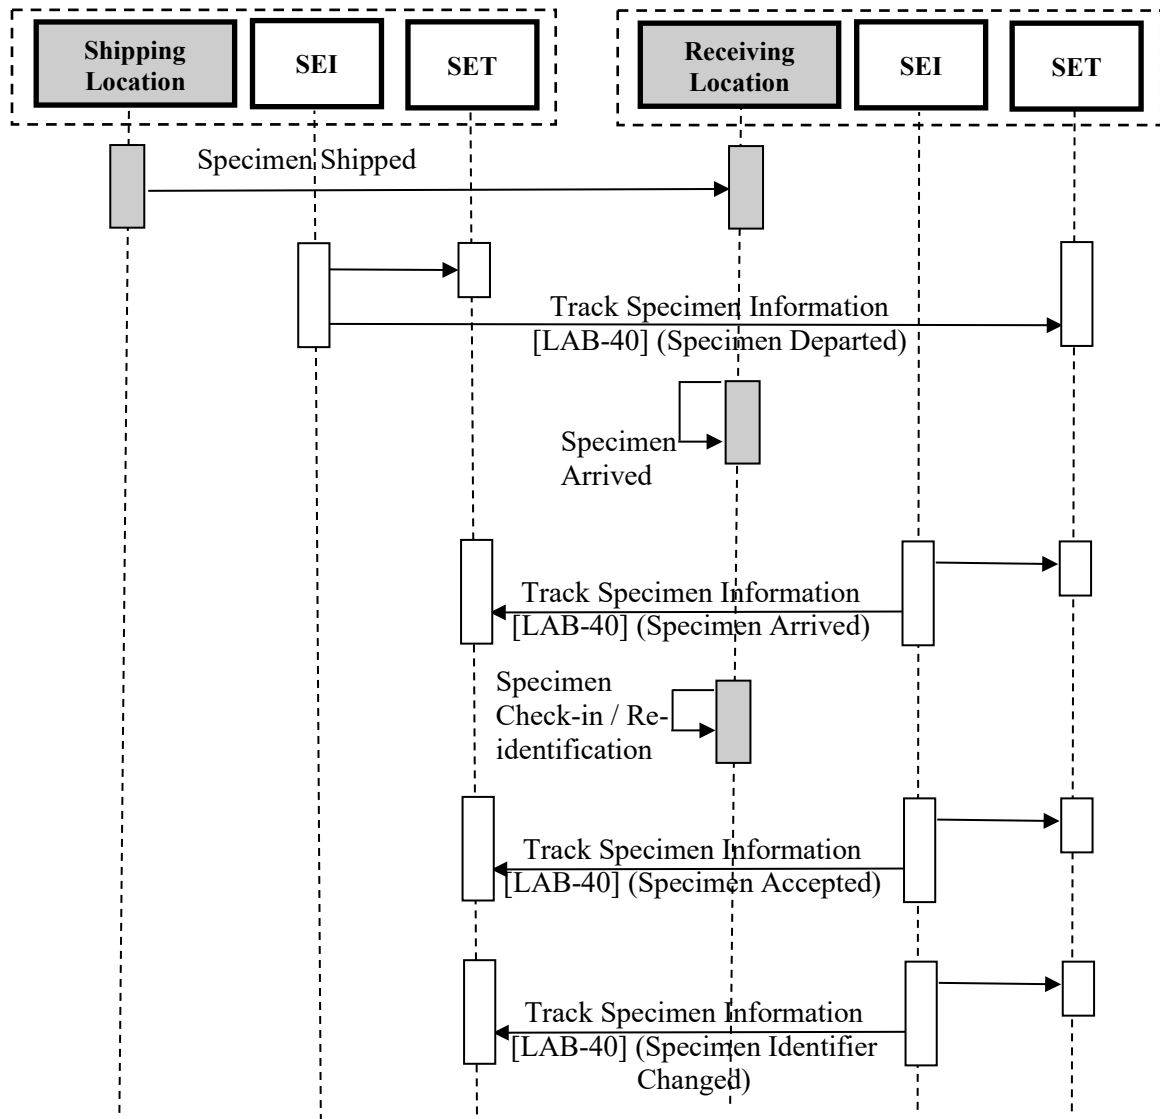 Shipping
Location
SEI
SET
Receiving
Location
SEI
SET
Specimen Shipped
Track Specimen Information
[LAB-40] (Specimen Departed)
Specimen
Arrived
Track Specimen Information
[LAB-40] (Specimen Arrived)
Specimen
Check-in / Re-
identification
Track Specimen Information
[LAB-40] (Specimen Accepted)
Track Specimen Information
[LAB-40] (Specimen Identifier
Changed)